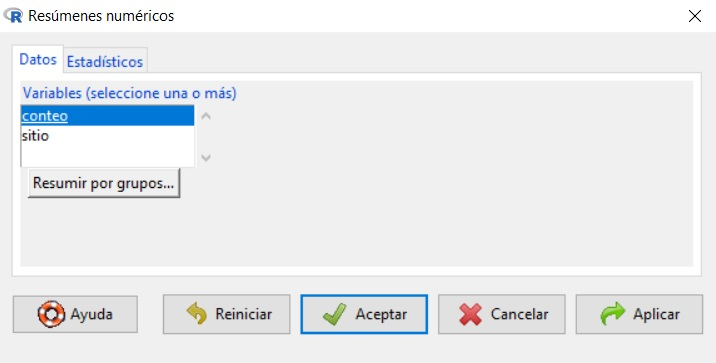 Resúmenes numéricos
Datos Estadísticos
Variables (seleccione una o más)
conteo
sitio
Resumir por grupos...
Ayuda Reiniciar Aceptar Cancelar Aplicar